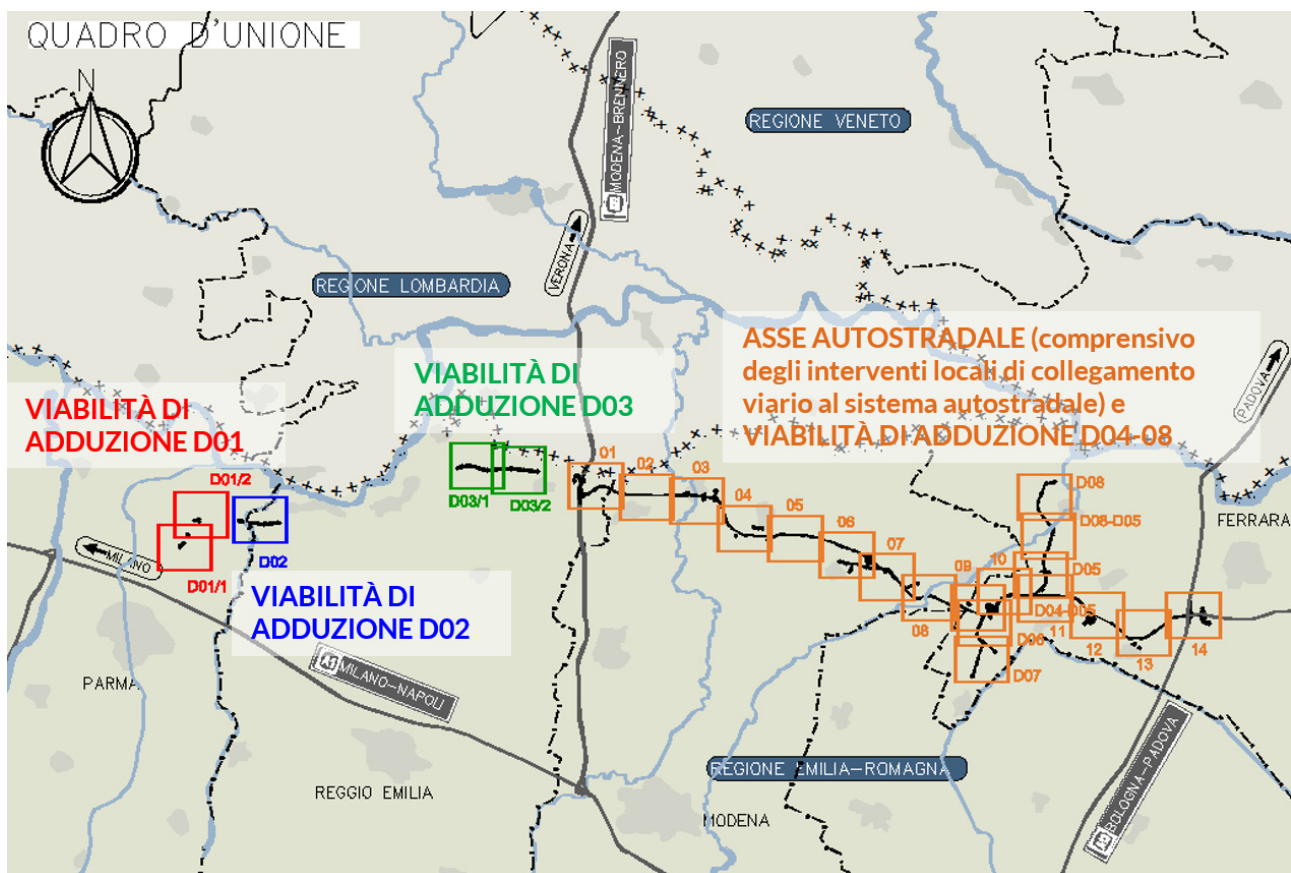 QUADRO D'UNIONE
N
MODENA-BRENNERO
REGIONE VENETO
VERONA
REGIONE LOMBARDIA
ASSE AUTOSTRADALE (comprensivo
degli interventi locali di collegamento
viario al sistema autostradale) e
VIABILITÀ DI ADDUZIONE D04-08
PADOVA
VIABILITÀ DI
ADDUZIONE D03
VIABILITÀ DI
ADDUZIONE D01
D01/2
D01/1
D02
MILANO
VIABILITÀ DI
ADDUZIONE D02
D03/1
D03/2
01
02
03
04
05
06
07
08
09
10
11
12
13
14
D08
D08-D05
D05
D04-D05
D06
D07
FERRARA
PARMA
A1 MILANO-NAPOLI
REGGIO EMILIA
MODENA
REGIONE EMILIA-ROMAGNA
BOLOGNA-PADOVA